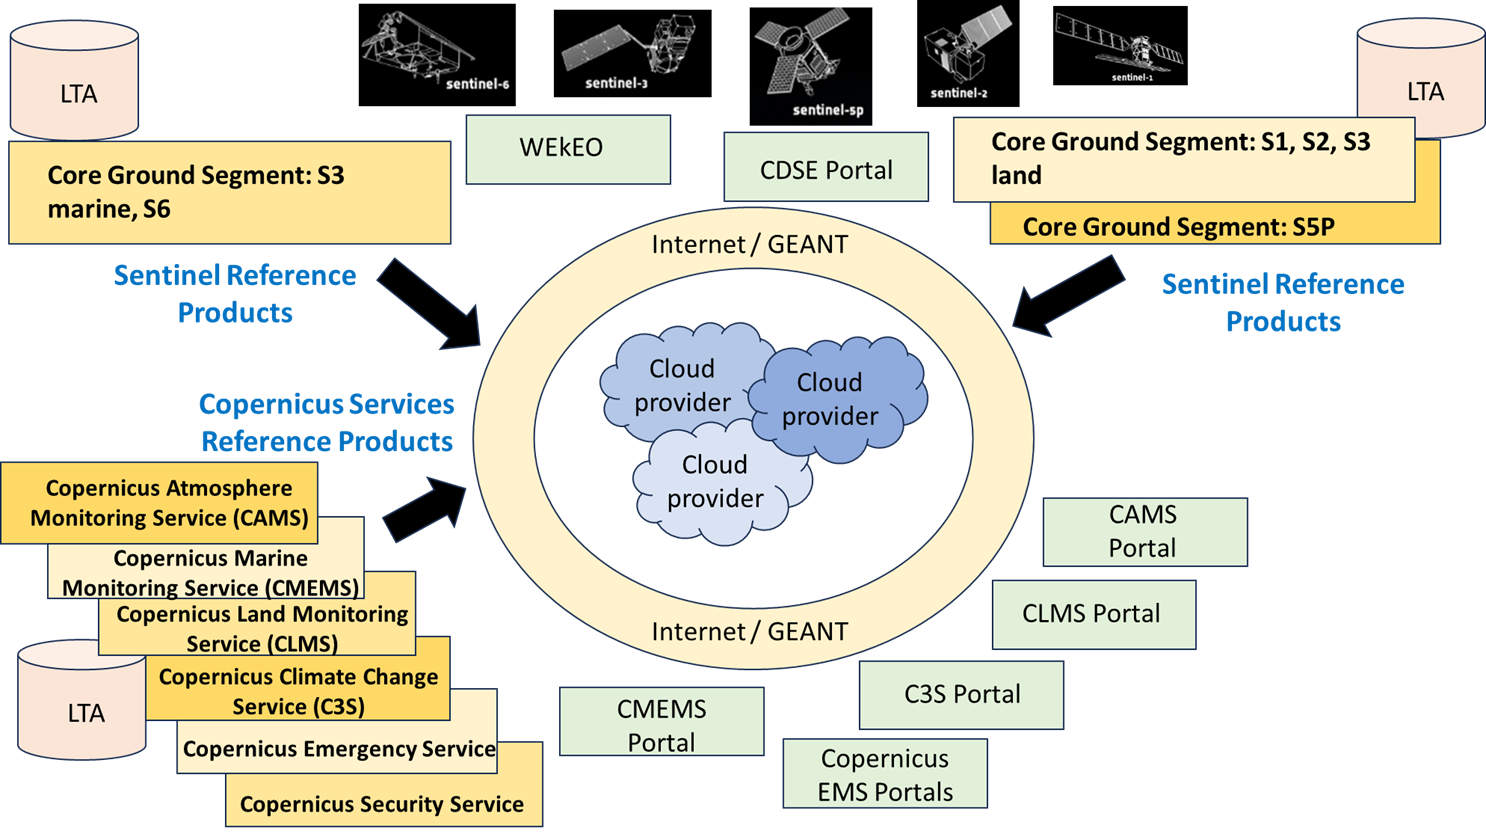 sentinel-6
sentinel-3
sentinel-5p
sentinel-2
sentinel-1
LTA
LTA
WEkEO
CDSE Portal
Core Ground Segment: S3
marine, S6
Core Ground Segment: S1, S2, S3
land
Core Ground Segment: S5P
Internet / GEANT
Sentinel Reference
Products
Sentinel Reference
Products
Cloud
provider
Cloud
provider
Cloud
provider
Copernicus Services
Reference Products
Copernicus Atmosphere
Monitoring Service (CAMS)
Copernicus Marine
Monitoring Service (CMEMS)
Copernicus Land Monitoring
Service (CLMS)
Copernicus Climate Change
Service (C3S)
Copernicus Emergency Service
Copernicus Security Service
LTA
Internet / GEANT
CAMS
Portal
CLMS Portal
C3S Portal
CMEMS
Portal
Copernicus
EMS Portals